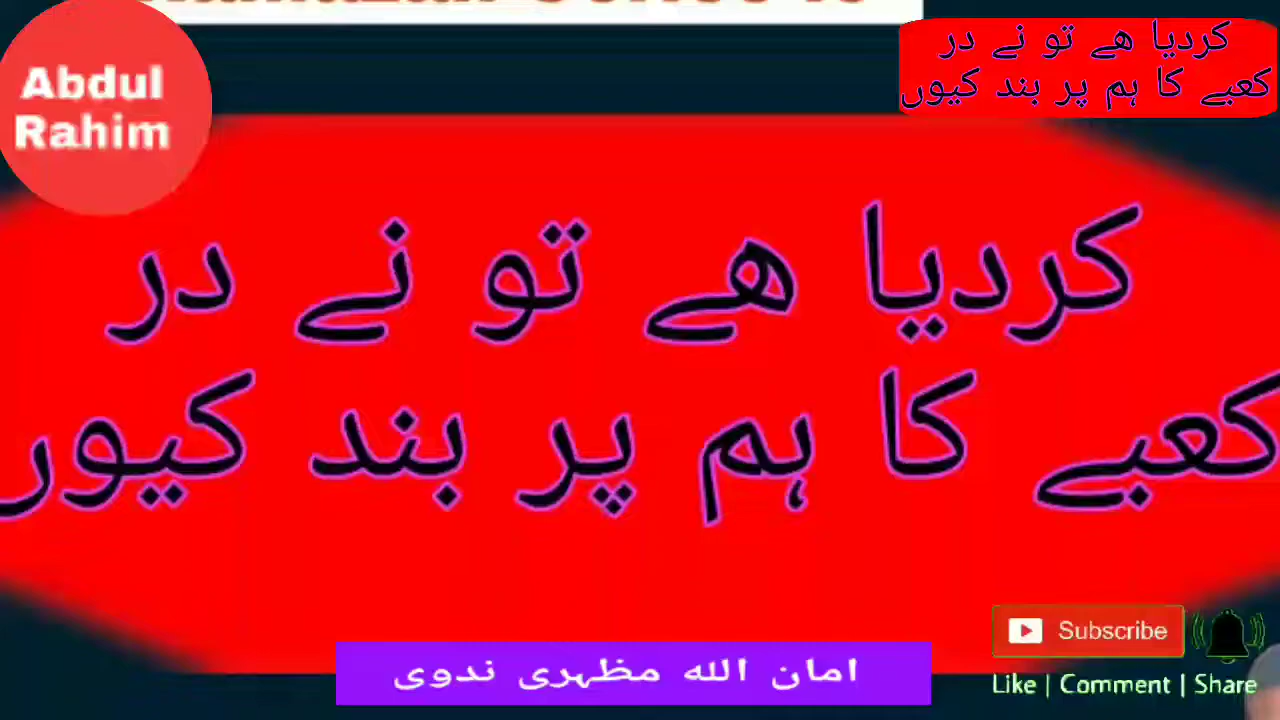 Abdul
Rahim
کردیا ھے تو نے در
کعبے کا ہم پر بند کیوں
کردیا ھے تو نے در
کعبے کا ہم پر بند کیوں
امان الله مظہری ندوی
Subscribe
Like | Comment | Share